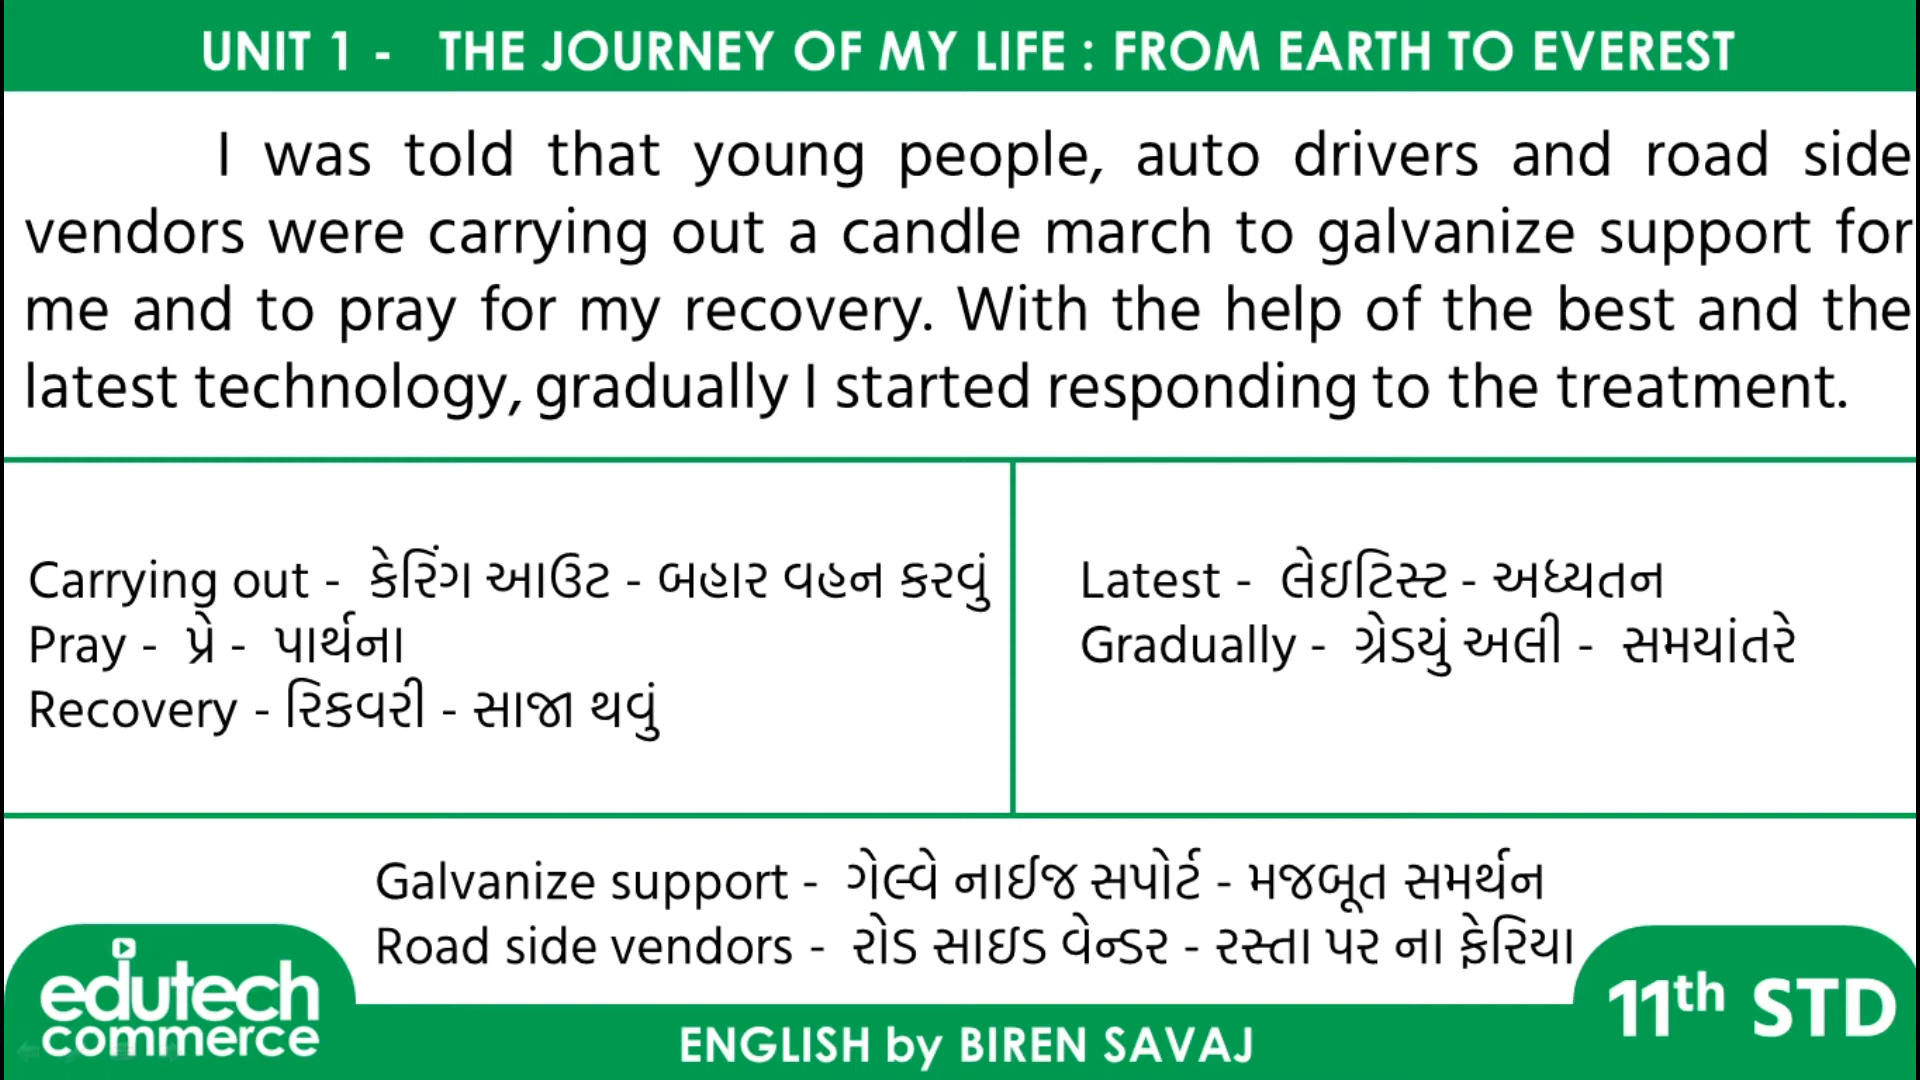 UNIT 1 - THE JOURNEY OF MY LIFE : FROM EARTH TO EVEREST
I was told that young people, auto drivers and road side
vendors were carrying out a candle march to galvanize support for
me and to pray for my recovery. With the help of the best and the
latest technology, gradually I started responding to the treatment.
Carrying out - કેરિંગ આઉટ - બહાર વહન કરવું
Pray - પ્રે - પાર્થના
Recovery - રિકવરી - સાજા થવું
Latest - લેઇટિસ્ટ - અધ્યતન
Gradually - ગ્રેડયું અલી - સમયાંતરે
Galvanize support - ગેલ્વે નાઈજ સપોર્ટ - મજબૂત સમર્થન
Road side vendors - રોડ સાઇડ વેન્ડર - રસ્તા પર ના ફેરિયા
edutech
commerce
ENGLISH by BIREN SAVAJ
11th STD